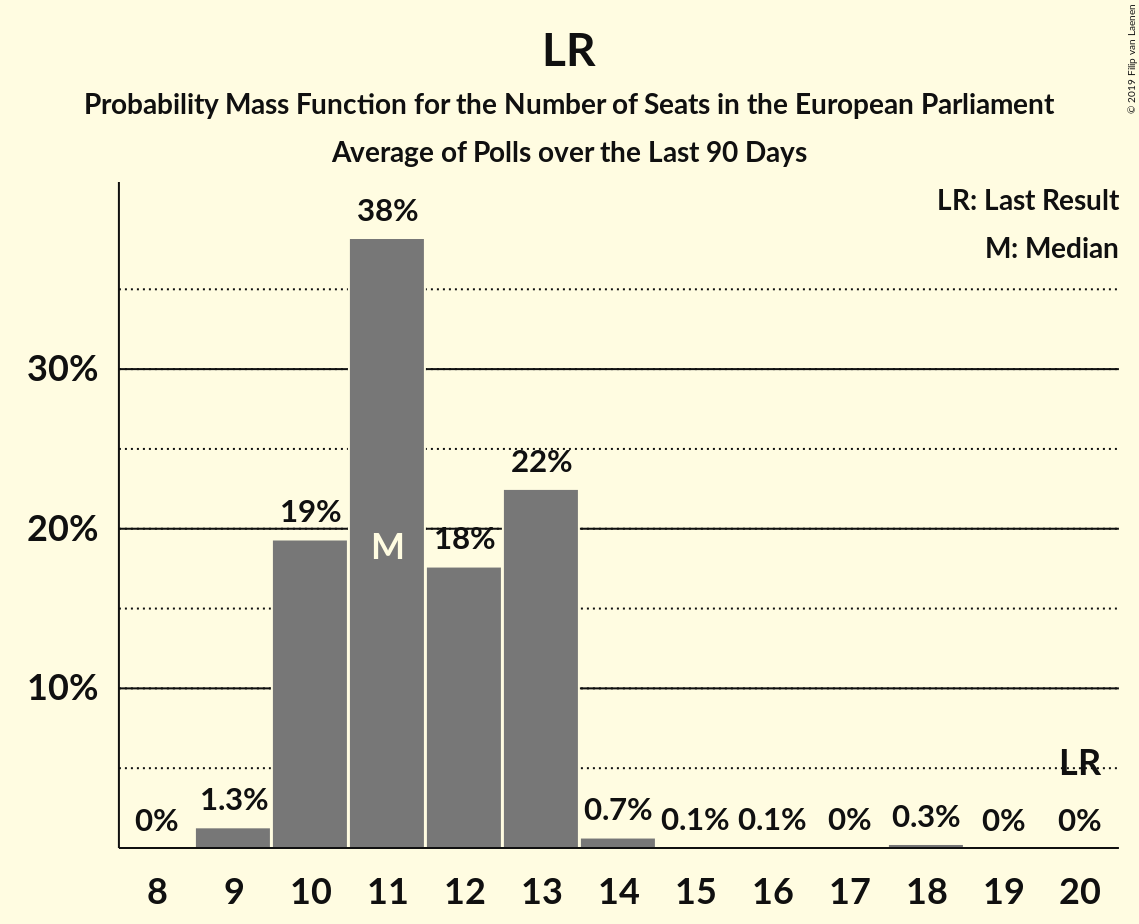 LR
Probability Mass Function for the Number of Seats in the European Parliament
Average of Polls over the Last 90 Days
© 2019 Filip van Laenen
LR: Last Result
M: Median
38%
30%
22%
19%
20%
18%
M
10%
LR
0%
1.3%
0.7%
0.1%
0.1%
0%
0.3%
0%
0%
8 9 10 11 12 13 14 15 16 17 18 19 20